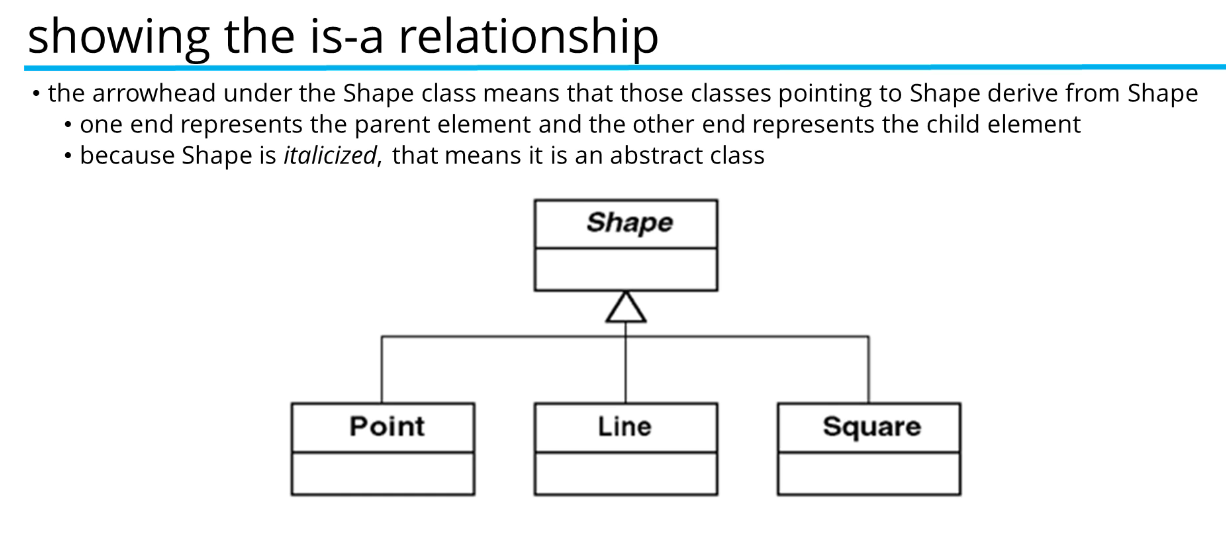 showing the is-a relationship
• the arrowhead under the Shape class means that those classes pointing to Shape derive from Shape
• one end represents the parent element and the other end represents the child element
• because Shape is italicized, that means it is an abstract class
Shape
Point Line Square